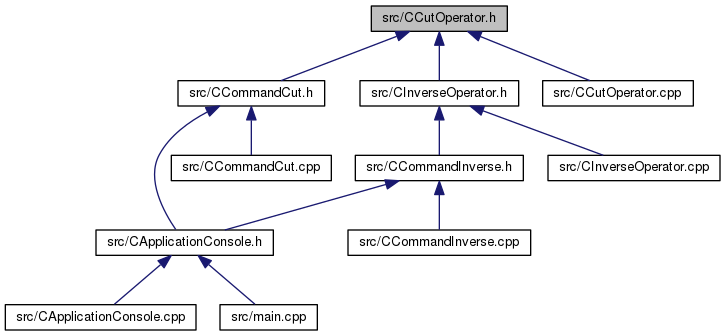 src/CCutOperator.h
src/CCommandCut.h
src/CInverseOperator.h
src/CCutOperator.cpp
src/CCommandCut.cpp
src/CCommandInverse.h
src/CInverseOperator.cpp
src/CApplicationConsole.h
src/CCommandInverse.cpp
src/CApplicationConsole.cpp
src/main.cpp